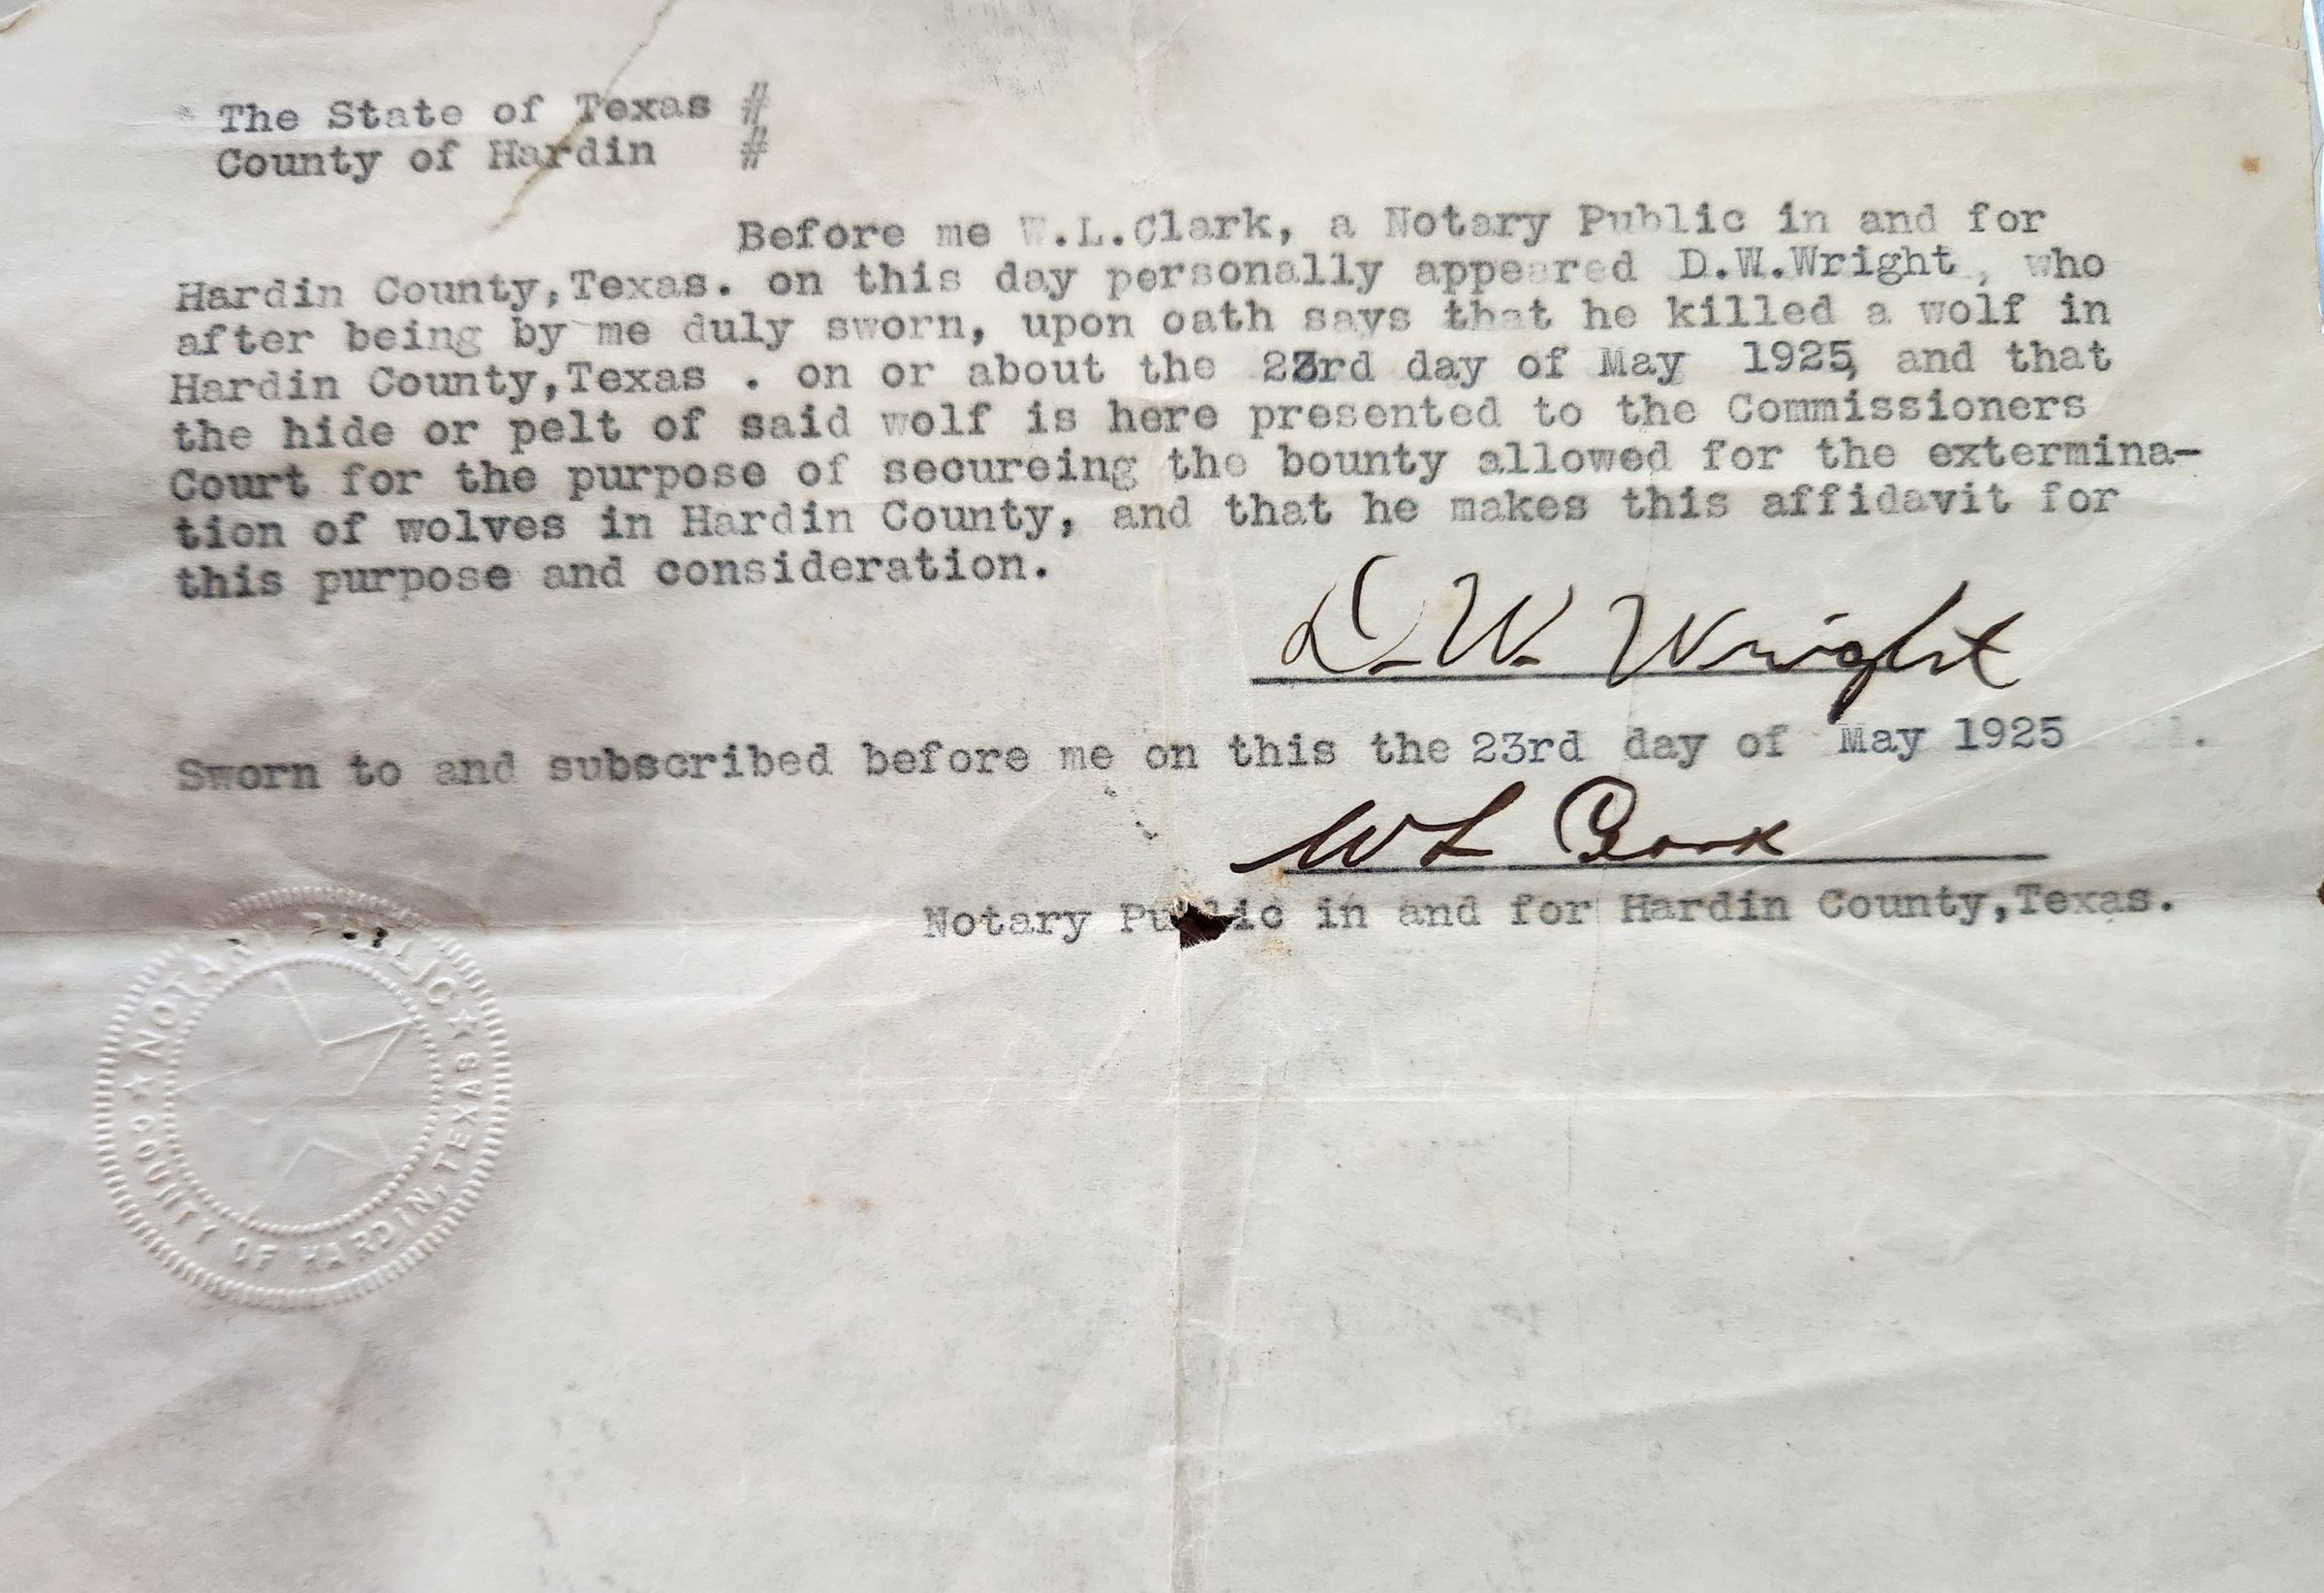 The State of Texas #
County of Hardin #
Before me W.L.Clark, a Notary Public in and for
Hardin County,Texas. on this day personally appeared D.W.Wright, who
after being by me duly sworn, upon oath says that he killed a wolf in
Hardin County,Texas . on or about the 23rd day of May 1925, and that
the hide or pelt of said wolf is here presented to the Commissioners
Court for the purpose of secureing the bounty allowed for the extermina-
tion of wolves in Hardin County, and that he makes this affidavit for
this purpose and consideration.
D. W. Wright
Sworn to and subscribed before me on this the 23rd day of May 1925 .
W L Clark
Notary Public in and for Hardin County,Texas.
NOTARY PUBLIC
COUNTY OF HARDIN, TEXAS